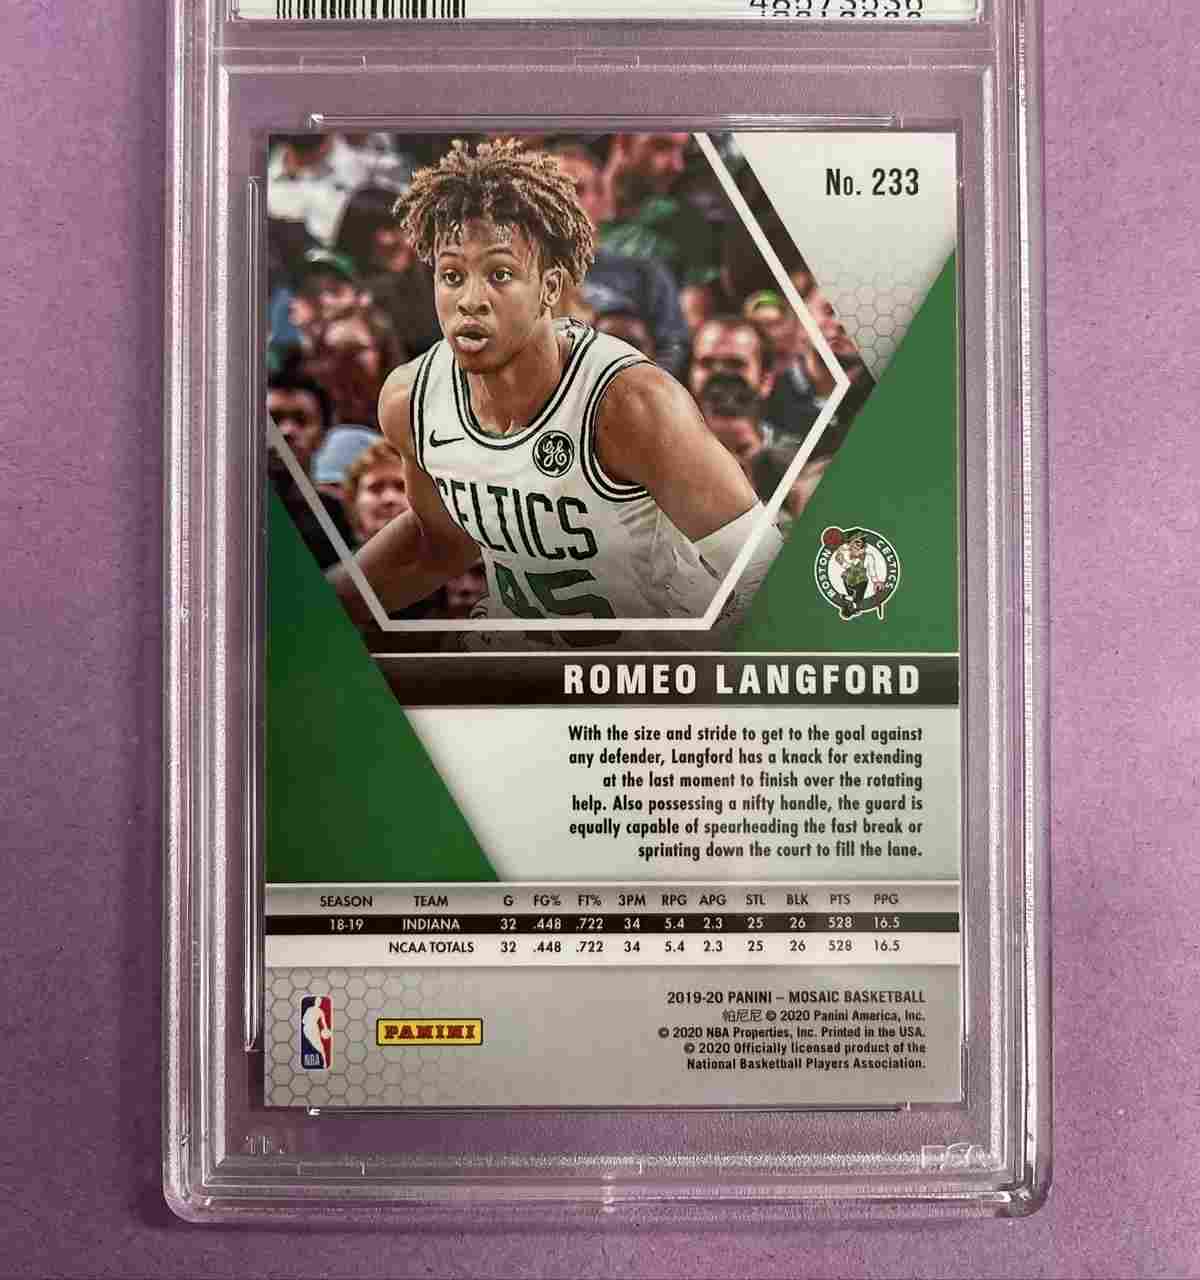 48573536
No. 233
GE
CELTICS
45
BOSTON CELTICS
ROMEO LANGFORD
With the size and stride to get to the goal against
any defender, Langford has a knack for extending
at the last moment to finish over the rotating
help. Also possessing a nifty handle, the guard is
equally capable of spearheading the fast break or
sprinting down the court to fill the lane.
SEASON TEAM G FG% FT% 3PM RPG APG STL BLK PTS PPG
18-19 INDIANA 32 .448 .722 34 5.4 2.3 25 26 528 16.5
NCAA TOTALS 32 .448 .722 34 5.4 2.3 25 26 528 16.5
2019-20 PANINI – MOSAIC BASKETBALL
帕尼尼 © 2020 Panini America, Inc.
© 2020 NBA Properties, Inc. Printed in the USA.
© 2020 Officially licensed product of the
National Basketball Players Association.
NBA
PANINI